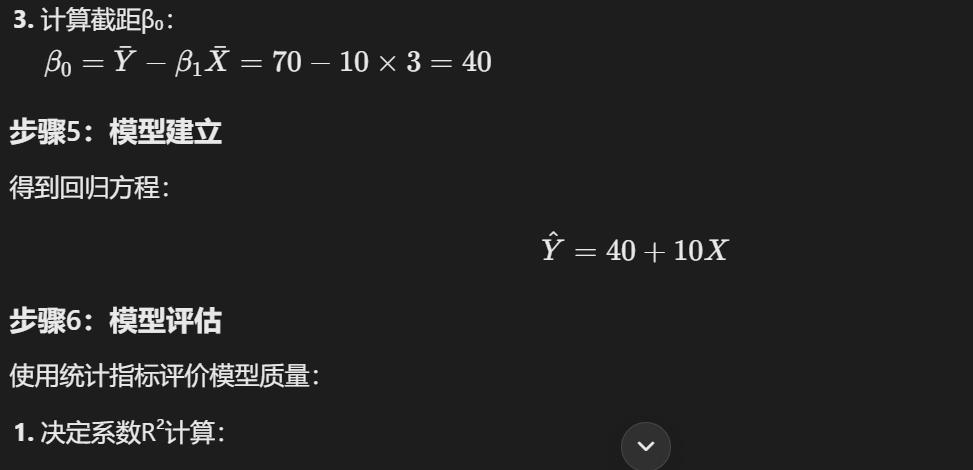 3. 计算截距β₀：
β₀ = Ȳ − β₁X̄ = 70 − 10 × 3 = 40
步骤5：模型建立
得到回归方程：
Ŷ = 40 + 10X
步骤6：模型评估
使用统计指标评价模型质量：
1. 决定系数R²计算：